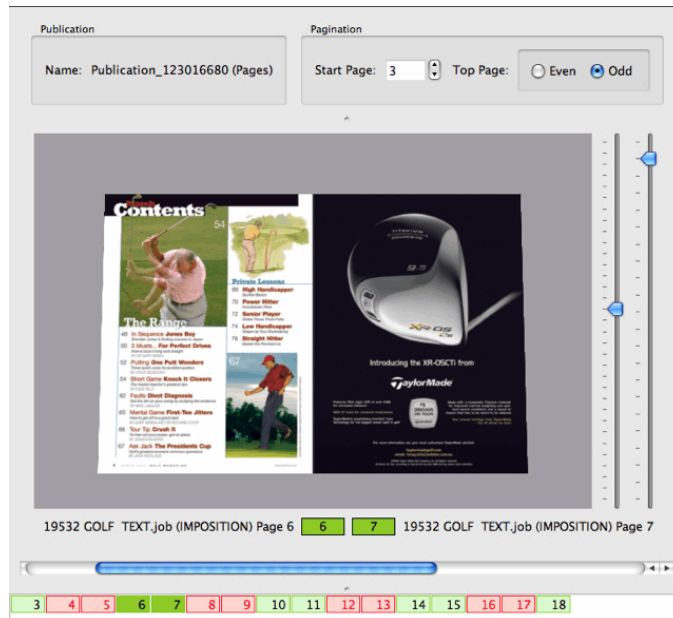 Publication
Pagination
Name: Publication_123016680 (Pages)
Start Page: 3
Top Page: Even Odd
March
Contents
54
The Range
48 In Sequence Jones Boy
50 3 Musts... For Perfect Drives
52 Putting One Putt Wonders
54 Short Game Knock It Closers
62 Faults Divot Diagnosis
65 Mental Game First-Tee Jitters
66 Tour Tip Crush It
67 Ask Jack The Presidents Cup
Private Lessons
69 High Handicapper
70 Power Hitter
72 Senior Player
74 Low Handicapper
76 Straight Hitter
67
TITANIUM
9.5
XR-05
Introducing the XR-05CTi from
TaylorMade
19532 GOLF TEXT.job (IMPOSITION) Page 6
6
7
19532 GOLF TEXT.job (IMPOSITION) Page 7
3 4 5 6 7 8 9 10 11 12 13 14 15 16 17 18